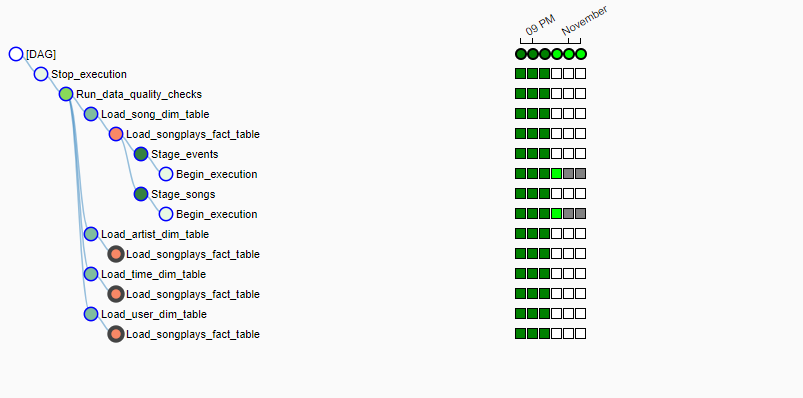 09 PM
November
[DAG]
Stop_execution
Run_data_quality_checks
Load_song_dim_table
Load_songplays_fact_table
Stage_events
Begin_execution
Stage_songs
Begin_execution
Load_artist_dim_table
Load_songplays_fact_table
Load_time_dim_table
Load_songplays_fact_table
Load_user_dim_table
Load_songplays_fact_table